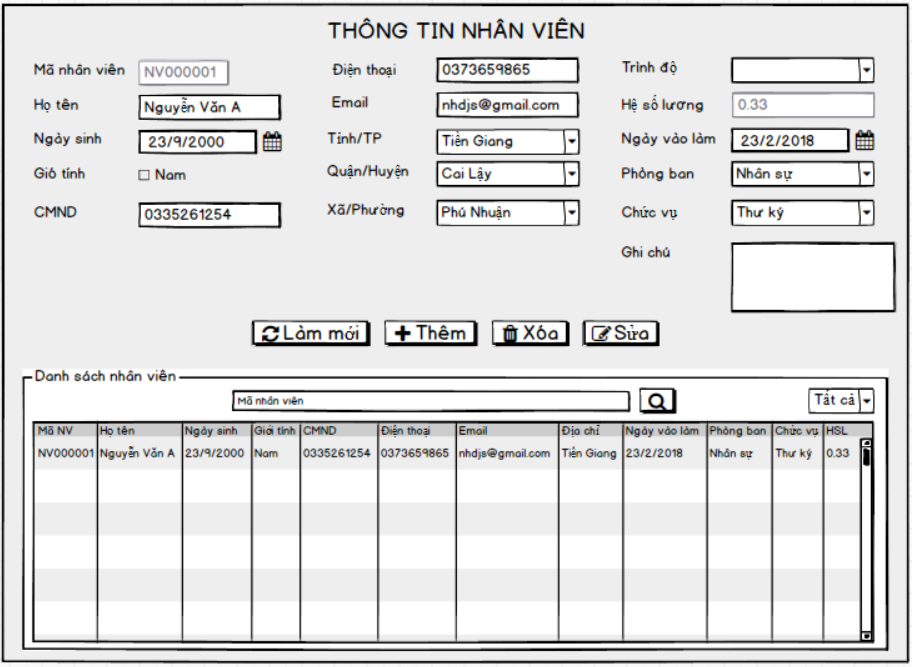 THÔNG TIN NHÂN VIÊN
Mã nhân viên NV000001 Điện thoại 0373659865 Trình độ
Họ tên Nguyễn Văn A Email nhdjs@gmail.com Hệ số lương 0.33
Ngày sinh 23/9/2000 Tỉnh/TP Tiền Giang Ngày vào làm 23/2/2018
Giô tính Nam Quận/Huyện Cai Lậy Phòng ban Nhân sự
CMND 0335261254 Xã/Phường Phú Nhuận Chức vụ Thư ký
Ghi chú
Làm mới Thêm Xóa Sửa
Danh sách nhân viên
Mã nhân viên Tất cả
Mã NV Họ tên Ngày sinh Giới tính CMND Điện thoại Email Địa chỉ Ngày vào làm Phòng ban Chức vụ HSL
NV000001 Nguyễn Văn A 23/9/2000 Nam 0335261254 0373659865 nhdjs@gmail.com Tiền Giang 23/2/2018 Nhân sự Thư ký 0.33